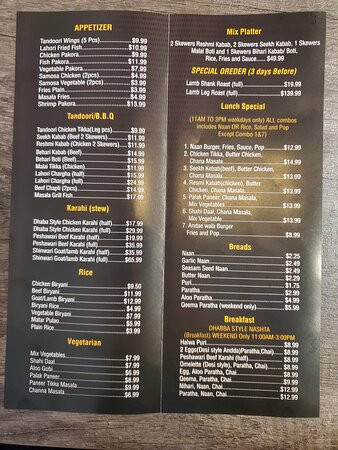 APPETIZER
Tandoori Wings (5 Pcs) $9.99
Lahori Fried Fish $10.99
Chicken Pakora $9.99
Fish Pakora $11.99
Vegetable Pakora $7.99
Samosa Chicken (2pcs) $4.99
Samosa Vegetable (2pcs) $3.99
Fries Plain $3.99
Masala Fries $4.99
Shrimp Pakora $13.99
Tandoori/B.B.Q
Tandoori Chicken Tikka(Leg pcs) $9.99
Seekh Kabab (Beef 2 Skewers) $11.99
Reshmi Kabab (Chicken 2 Skewers) $11.99
Behari Kabab (Beef) $14.99
Behari Boti (Beef) $15.99
Malai Tikka (Chicken) $11.99
Lahori Chargha (half) $15.99
Lahori Chargha (full) $24.99
Beef Chapli (2pcs) $14.99
Masala Grill Fish $17.99
Karahi (stew)
Dhaba Style Chicken Karahi (half) $17.99
Dhaba Style Chicken Karahi (full) $29.99
Peshawari Beef Karahi (half) $19.99
Peshawari Beef Karahi (full) $35.99
Shinwari Goat/lamb Karahi (half) $35.99
Shinwari Goat/lamb Karahi (full) $65.99
Rice
Chicken Biryani $9.50
Beef Biryani $11.99
Goat/Lamb Biryani $12.99
Biryani Rice $4.99
Vegetable Biryani $7.99
Matar Pulao $5.99
Plain Rice $3.99
Vegetarian
Mix Vegetables $7.99
Shahi Daal $7.99
Aloo Gobi $7.99
Palak Paneer $8.99
Paneer Tikka Masala $9.99
Channa Masala $6.99
Mix Platter
2 Skewers Reshmi Kabab, 2 Skewers Seekh Kabab, 1 Skewers
Malai Boti and 1 Skewers Bihari Kabab/ Boti,
Rice, Fries and Sauce..... $49.99
SPECIAL OREDER (3 days Before)
Lamb Shank Roast (full) $19.99
Lamb Leg Roast (full) $139.99
Lunch Special
(11AM TO 3PM weekdays only) ALL combos
includes Naan OR Rice, Salad and Pop
Except Combo 1&7)
1. Naan Burger, Fries, Sauce, Pop $12.99
2. Chicken Tikka, Butter Chicken,
Chana Masala $14.99
3. Seekh Kabab(beef), Butter Chicken,
Chana Masala $13.99
4. Reshmi Kabab(chicken), Butter
Chicken, Chana Masala $13.99
5. Palak Paneer, Chana Masala,
Mix Vegetables $13.99
6. Shahi Daal, Chana Masala,
Mix Vegetable $13.99
7. Andae wala Burger
Fries and Pop $8.99
Breads
Naan $2.25
Garlic Naan $2.49
Seasam Seed Naan $2.49
Butter Naan $2.49
Puri $1.75
Paratha $2.99
Aloo Paratha $4.99
Qeema Paratha (weekend only) $5.99
Breakfast
DHABBA STYLE NASHTA
(Breakfast) WEEKEND Only 11:00AM-3:00PM
Halwa Puri $8.99
2 Eggs(Desi style Andda)Paratha,Chai $8.99
Peshawari Beef Karahi (half) $8.99
Omelette (Desi style), Paratha, Chai $8.99
Egg, Aloo Paratha, Chai $8.99
Qeema, Paratha, Chai $9.99
Nihari, Naan, Chai $12.99
Paratha, Naan, Chai $12.99